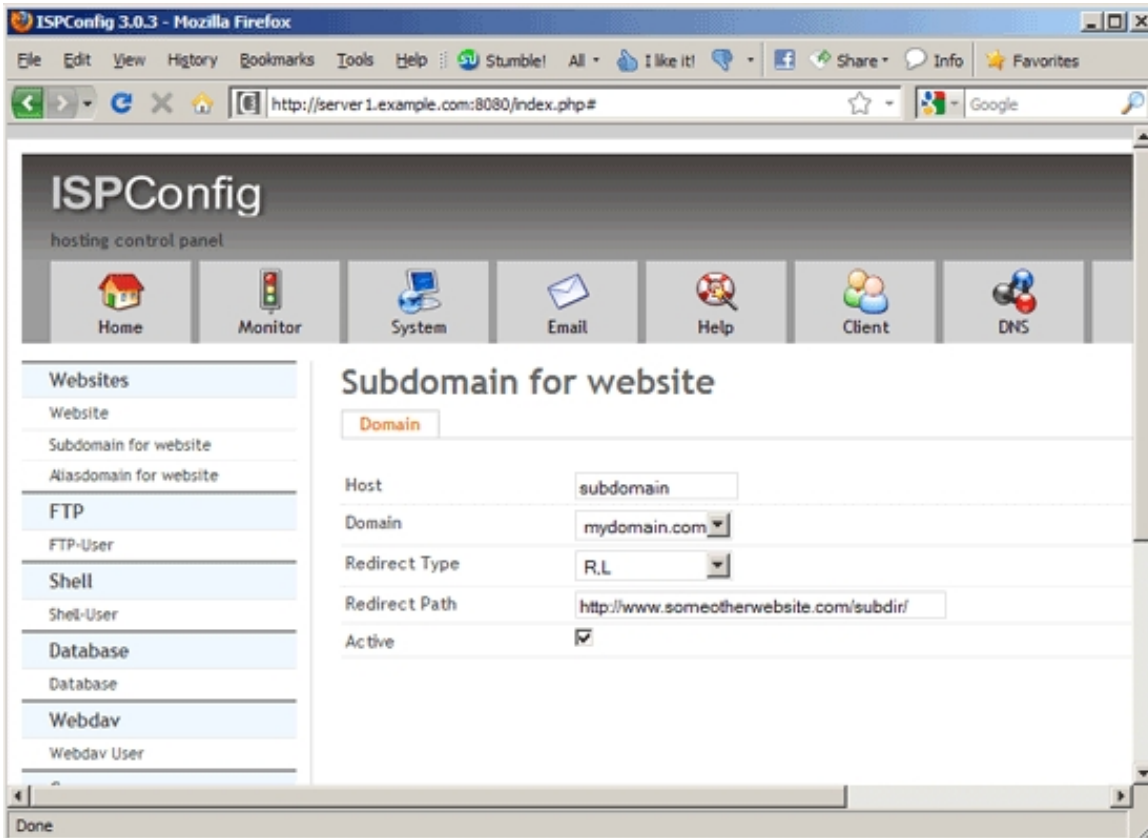 ISPConfig 3.0.3 - Mozilla Firefox
File Edit View History Bookmarks Tools Help Stumble! All I like it! Share Info Favorites
http://server1.example.com:8080/index.php# Google
ISPConfig
hosting control panel
Home Monitor System Email Help Client DNS
Websites
Website
Subdomain for website
Aliasdomain for website
FTP
FTP-User
Shell
Shell-User
Database
Database
Webdav
Webdav User
Subdomain for website
Domain
Host subdomain
Domain mydomain.com
Redirect Type R,L
Redirect Path http://www.someotherwebsite.com/subdir/
Active
Done